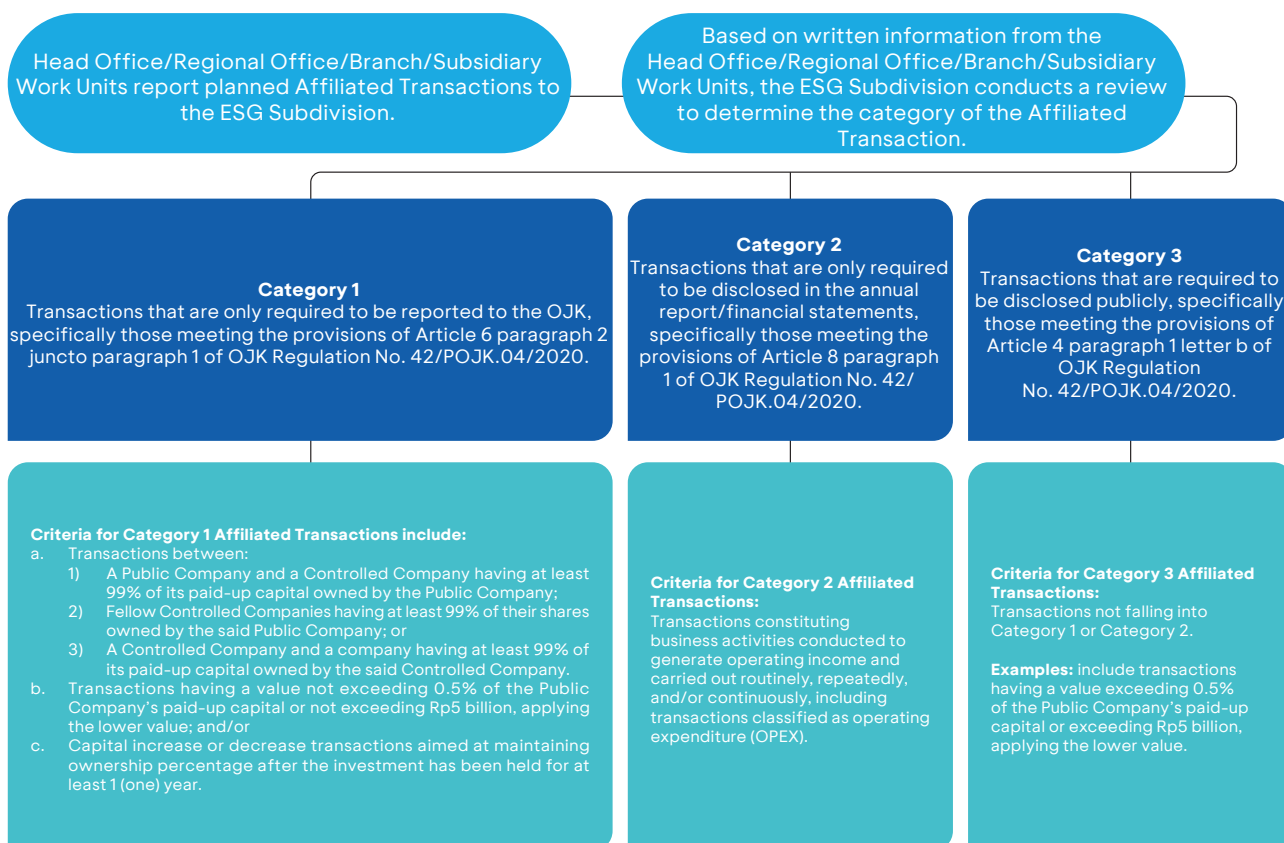 Head Office/Regional Office/Branch/Subsidiary
Work Units report planned Affiliated Transactions to
the ESG Subdivision.
Based on written information from the
Head Office/Regional Office/Branch/Subsidiary
Work Units, the ESG Subdivision conducts a review
to determine the category of the Affiliated
Transaction.
Category 1
Transactions that are only required to be reported to the OJK,
specifically those meeting the provisions of Article 6 paragraph 2
juncto paragraph 1 of OJK Regulation No. 42/POJK.04/2020.
Category 2
Transactions that are only required
to be disclosed in the annual
report/financial statements,
specifically those meeting the
provisions of Article 8 paragraph
1 of OJK Regulation No. 42/
POJK.04/2020.
Category 3
Transactions that are required to
be disclosed publicly, specifically
those meeting the provisions of
Article 4 paragraph 1 letter b of
OJK Regulation
No. 42/POJK.04/2020.
Criteria for Category 1 Affiliated Transactions include:
a. Transactions between:
1) A Public Company and a Controlled Company having at least
99% of its paid-up capital owned by the Public Company;
2) Fellow Controlled Companies having at least 99% of their shares
owned by the said Public Company; or
3) A Controlled Company and a company having at least 99% of
its paid-up capital owned by the said Controlled Company.
b. Transactions having a value not exceeding 0.5% of the Public
Company's paid-up capital or not exceeding Rp5 billion, applying
the lower value; and/or
c. Capital increase or decrease transactions aimed at maintaining
ownership percentage after the investment has been held for at
least 1 (one) year.
Criteria for Category 2 Affiliated
Transactions:
Transactions constituting
business activities conducted to
generate operating income and
carried out routinely, repeatedly,
and/or continuously, including
transactions classified as operating
expenditure (OPEX).
Criteria for Category 3 Affiliated
Transactions:
Transactions not falling into
Category 1 or Category 2.
Examples: include transactions
having a value exceeding 0.5%
of the Public Company's paid-up
capital or exceeding Rp5 billion,
applying the lower value.